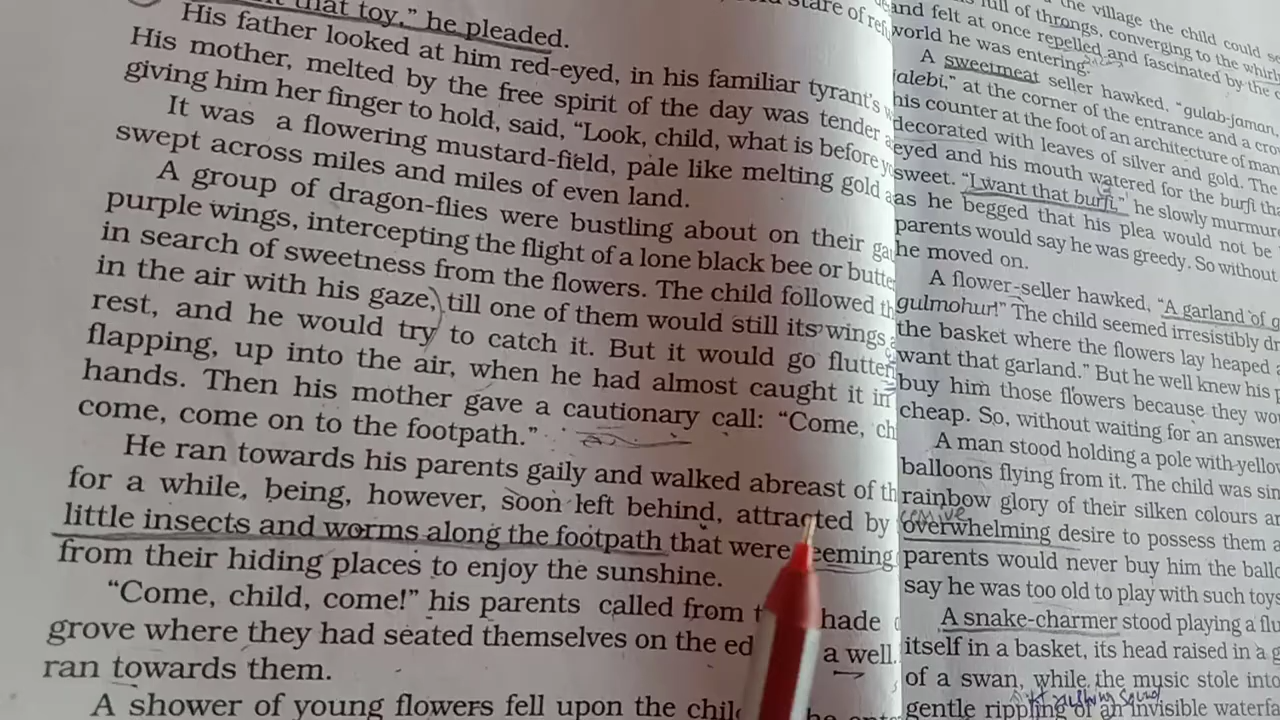 that toy," he pleaded.
His father looked at him red-eyed, in his familiar tyrant's
His mother, melted by the free spirit of the day was tender
giving him her finger to hold, said, "Look, child, what is before
It was a flowering mustard-field, pale like melting gold
swept across miles and miles of even land.
A group of dragon-flies were bustling about on their
purple wings, intercepting the flight of a lone black bee or
in search of sweetness from the flowers. The child followed
in the air with his gaze, till one of them would still its wings,
rest, and he would try to catch it. But it would go
flapping, up into the air, when he had almost caught it in
hands. Then his mother gave a cautionary call: "Come,
come, come on to the footpath."
He ran towards his parents gaily and walked abreast of
for a while, being, however, soon left behind, attracted by
little insects and worms along the footpath that were
from their hiding places to enjoy the sunshine.
"Come, child, come!" his parents called from
grove where they had seated themselves on the a well.
ran towards them.
A shower of young flowers fell upon the
the village the child could
full of throngs, converging to the
and felt at once repelled and fascinated by the
world he was entering.
A sweetmeat seller hawked, "gulab-jaman,
jalebi," at the corner of the entrance and a
his counter at the foot of an architecture of
decorated with leaves of silver and gold. The
eyed and his mouth watered for the burfi
sweet. "I want that burfi," he slowly
as he begged that his plea would not be
parents would say he was greedy. So without
he moved on.
A flower-seller hawked, "A garland of
gulmohur!" The child seemed irresistibly
the basket where the flowers lay heaped
want that garland." But he well knew his
buy him those flowers because they
cheap. So, without waiting for an answer
A man stood holding a pole with
balloons flying from it. The child was
rainbow glory of their silken colours
overwhelming desire to possess them
parents would never buy him the
say he was too old to play with such toys
A snake-charmer stood playing a
itself in a basket, its head raised in a
of a swan, while the music stole into
gentle rippling of an invisible